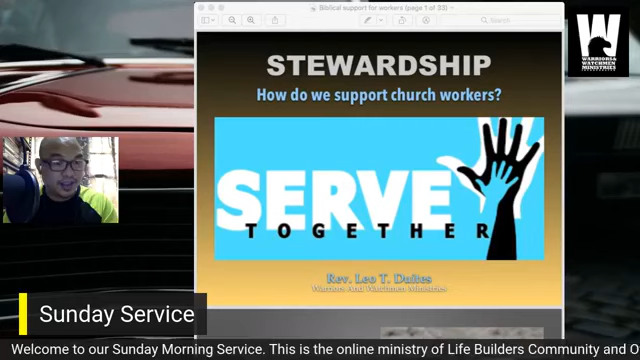 Biblical support for workers (page 1 of 33)
Search
WARRIORS &
WATCHMEN
MINISTRIES
STEWARDSHIP
How do we support church workers?
SERVE
TOGETHER
Rev. Leo T. Duites
Warriors And Watchmen Ministries
Sunday Service
Welcome to our Sunday Morning Service. This is the online ministry of Life Builders Community and O